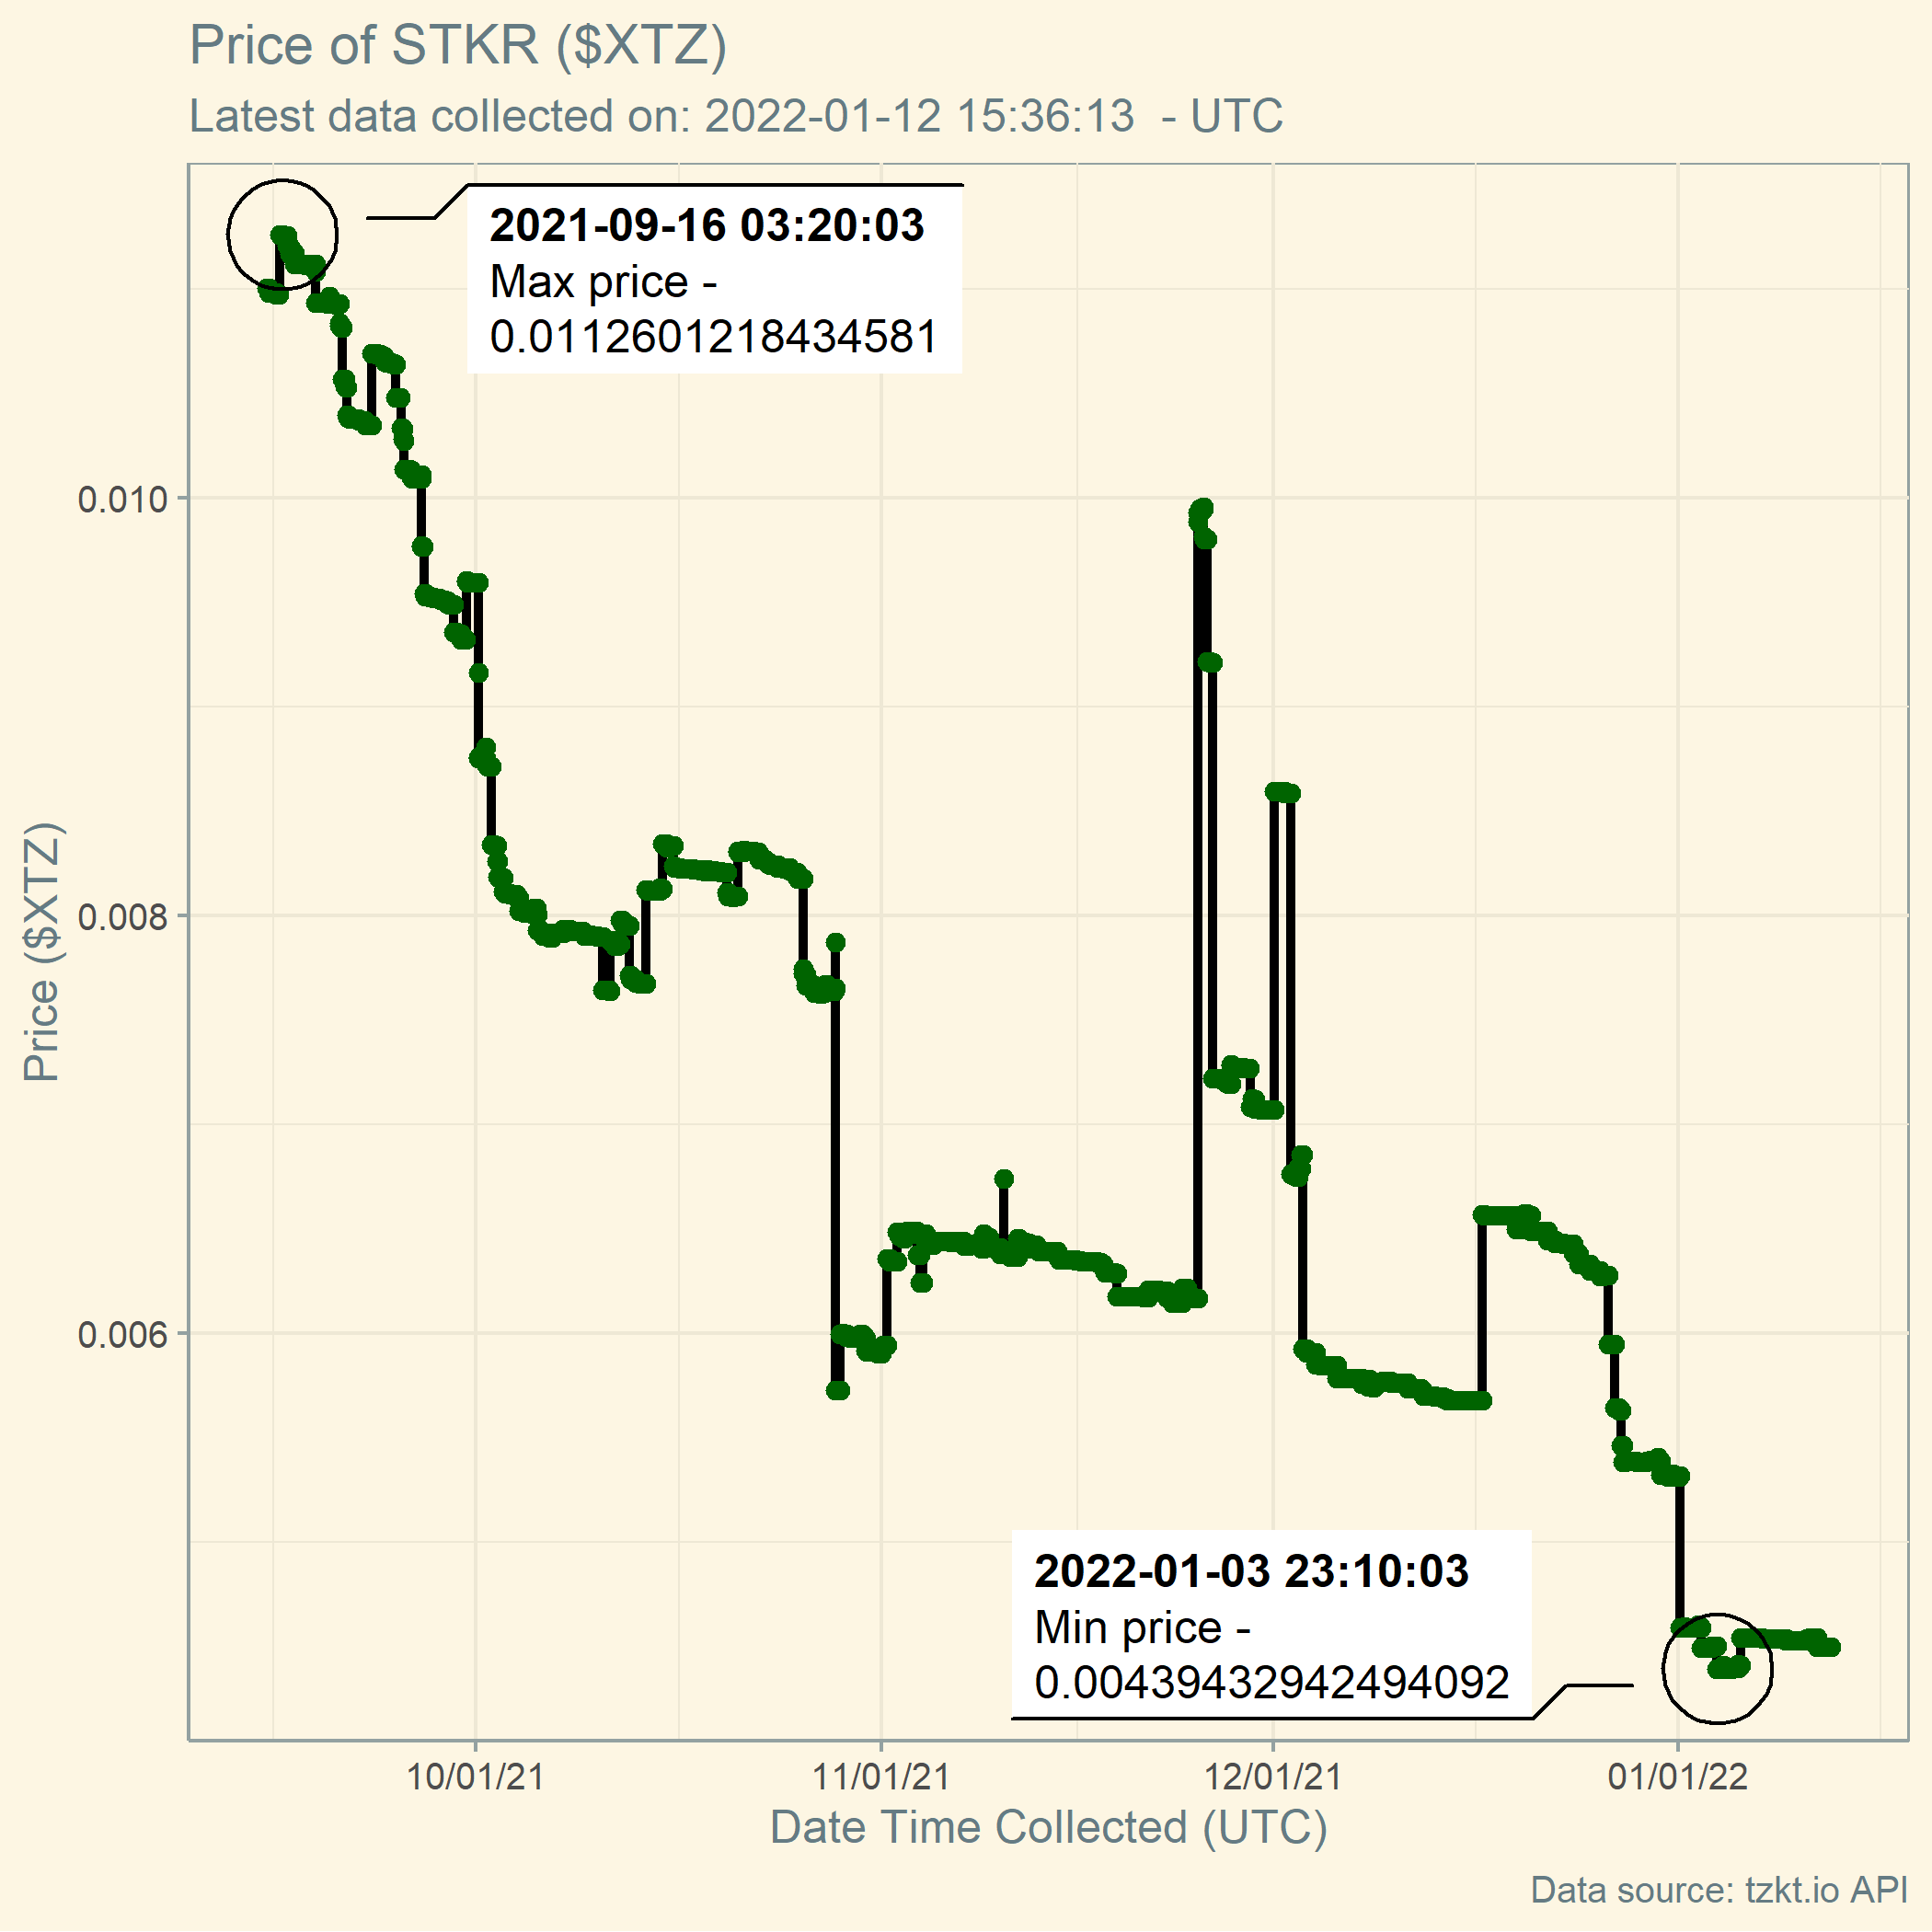 Price of STKR ($XTZ)
Latest data collected on: 2022-01-12 15:36:13  - UTC
2021-09-16 03:20:03
Max price -
0.0112601218434581
0.010
0.008
0.006
Price ($XTZ)
2022-01-03 23:10:03
Min price -
0.00439432942494092
10/01/21
11/01/21
12/01/21
01/01/22
Date Time Collected (UTC)
Data source: tzkt.io API